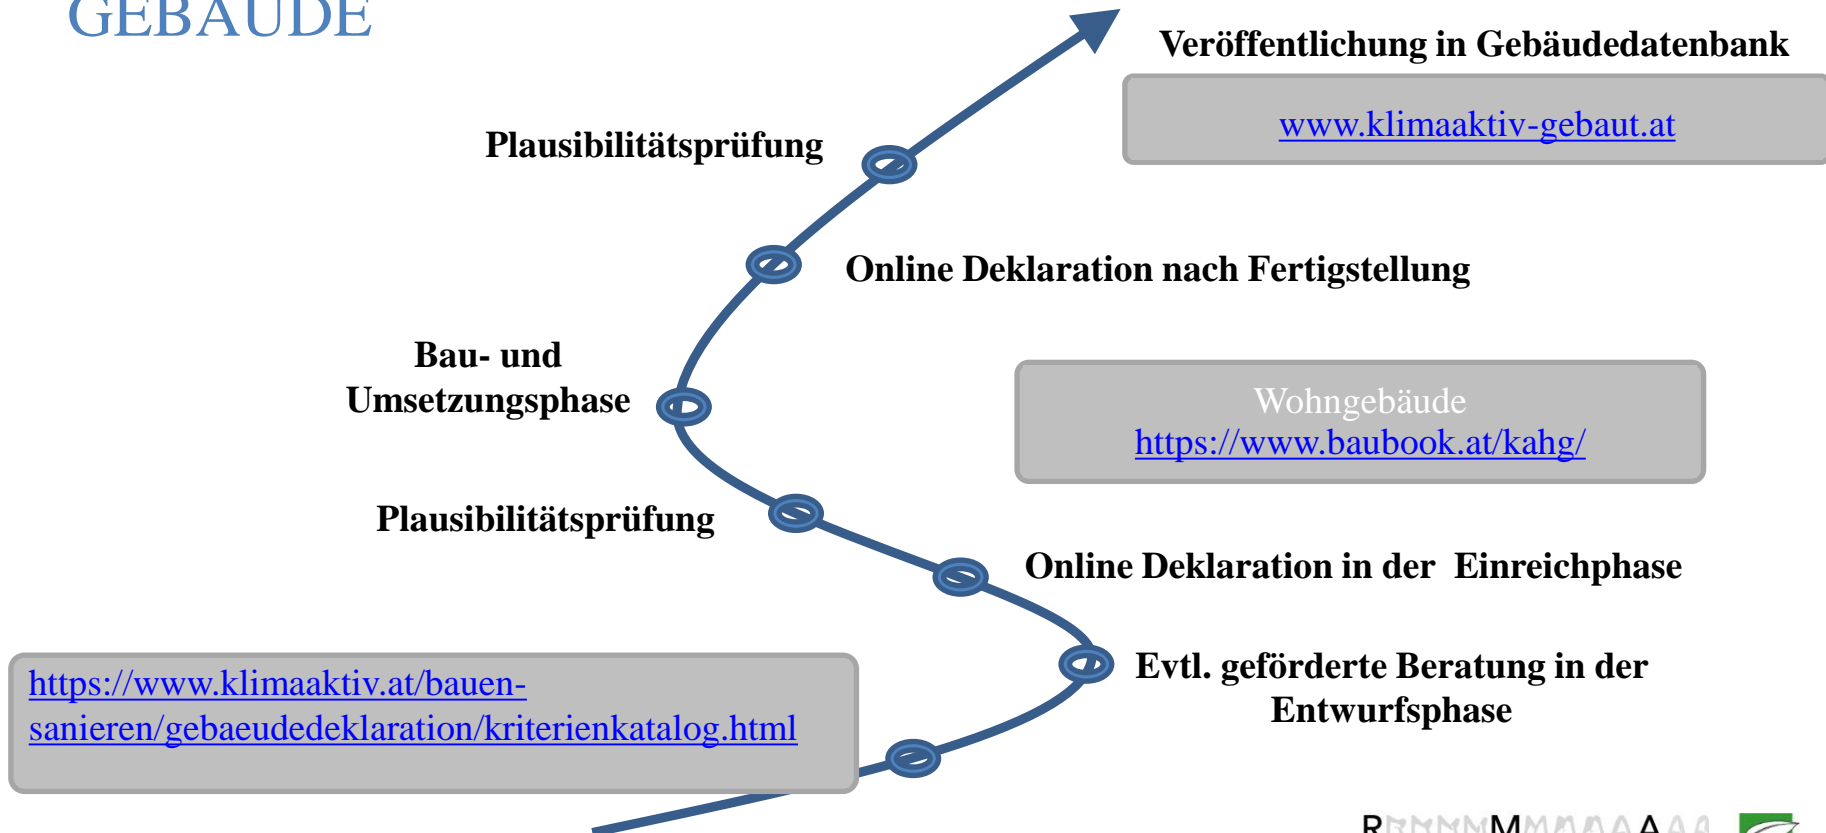 GEBÄUDE
Veröffentlichung in Gebäudedatenbank
www.klimaaktiv-gebaut.at
Plausibilitätsprüfung
Online Deklaration nach Fertigstellung
Bau- und
Umsetzungsphase
Wohngebäude
https://www.baubook.at/kahg/
Plausibilitätsprüfung
Online Deklaration in der Einreichphase
Evtl. geförderte Beratung in der
Entwurfsphase
https://www.klimaaktiv.at/bauen-
sanieren/gebaeudedeklaration/kriterienkatalog.html